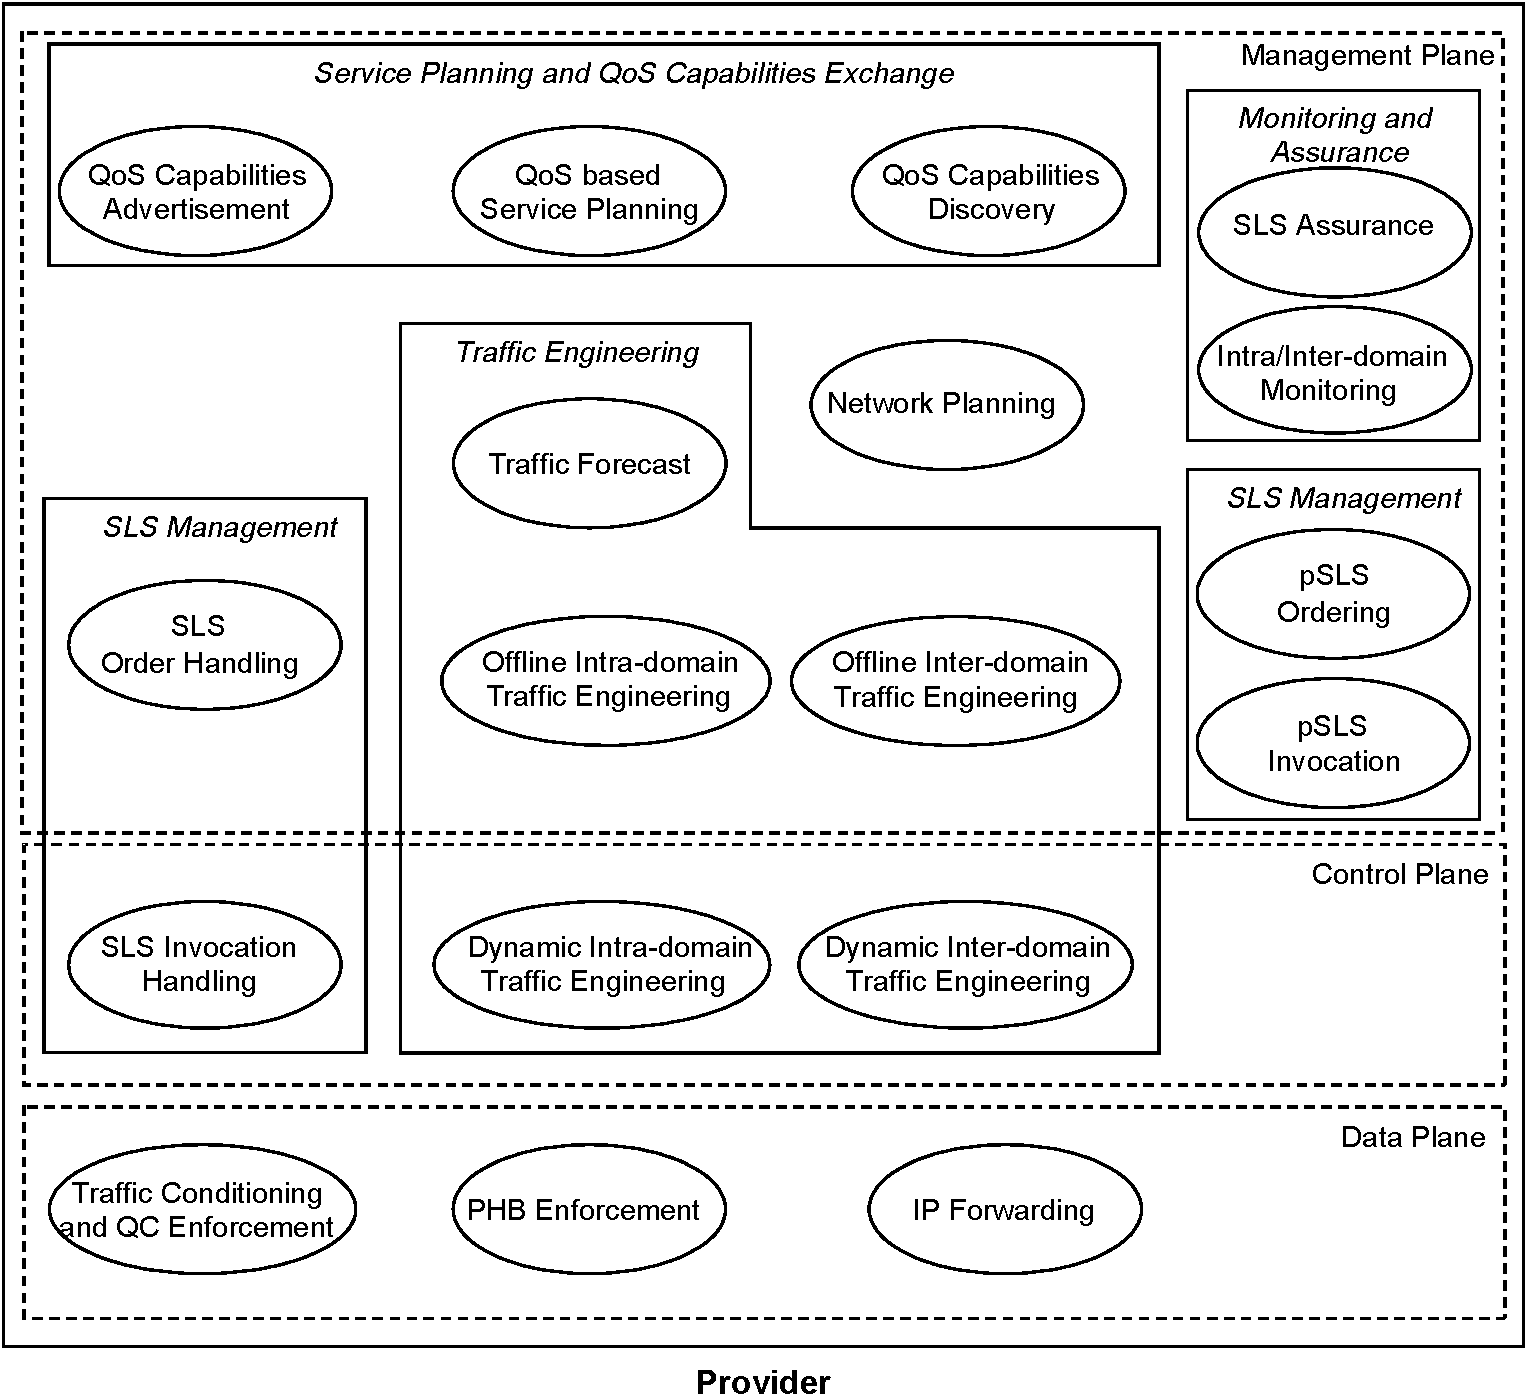 Management Plane
Service Planning and QoS Capabilities Exchange
QoS Capabilities
Advertisement
QoS based
Service Planning
QoS Capabilities
Discovery
Monitoring and
Assurance
SLS Assurance
Intra/Inter-domain
Monitoring
Traffic Engineering
Traffic Forecast
Network Planning
SLS Management
SLS
Order Handling
Offline Intra-domain
Traffic Engineering
Offline Inter-domain
Traffic Engineering
SLS Management
pSLS
Ordering
pSLS
Invocation
Control Plane
SLS Invocation
Handling
Dynamic Intra-domain
Traffic Engineering
Dynamic Inter-domain
Traffic Engineering
Data Plane
Traffic Conditioning
and QC Enforcement
PHB Enforcement
IP Forwarding
Provider